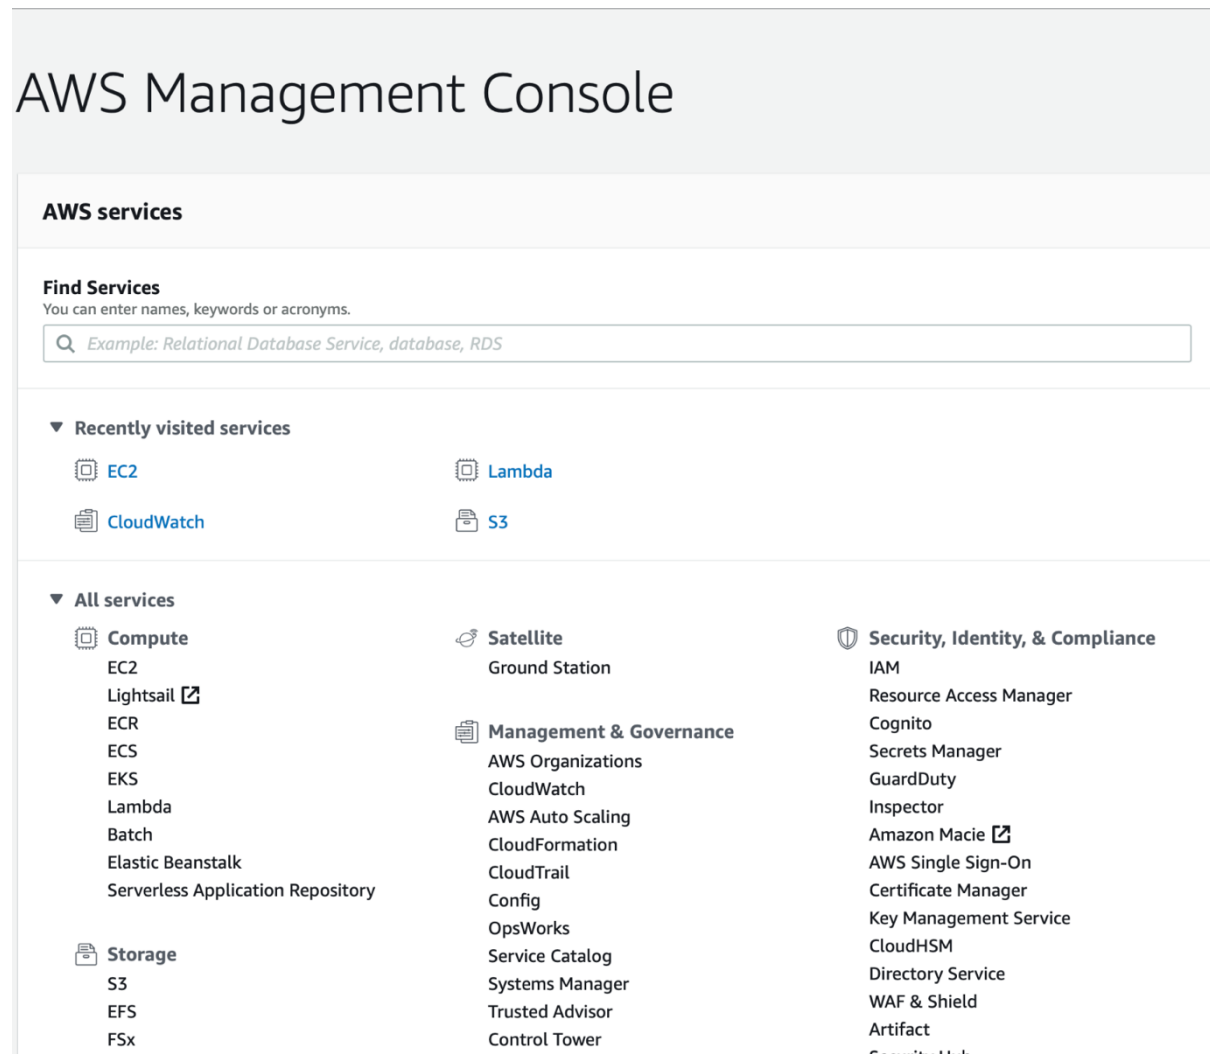 AWS Management Console
AWS services
Find Services
You can enter names, keywords or acronyms.
Example: Relational Database Service, database, RDS
Recently visited services
EC2
Lambda
CloudWatch
S3
All services
Compute
EC2
Lightsail
ECR
ECS
EKS
Lambda
Batch
Elastic Beanstalk
Serverless Application Repository
Storage
S3
EFS
FSx
Satellite
Ground Station
Management & Governance
AWS Organizations
CloudWatch
AWS Auto Scaling
CloudFormation
CloudTrail
Config
OpsWorks
Service Catalog
Systems Manager
Trusted Advisor
Control Tower
Security, Identity, & Compliance
IAM
Resource Access Manager
Cognito
Secrets Manager
GuardDuty
Inspector
Amazon Macie
AWS Single Sign-On
Certificate Manager
Key Management Service
CloudHSM
Directory Service
WAF & Shield
Artifact